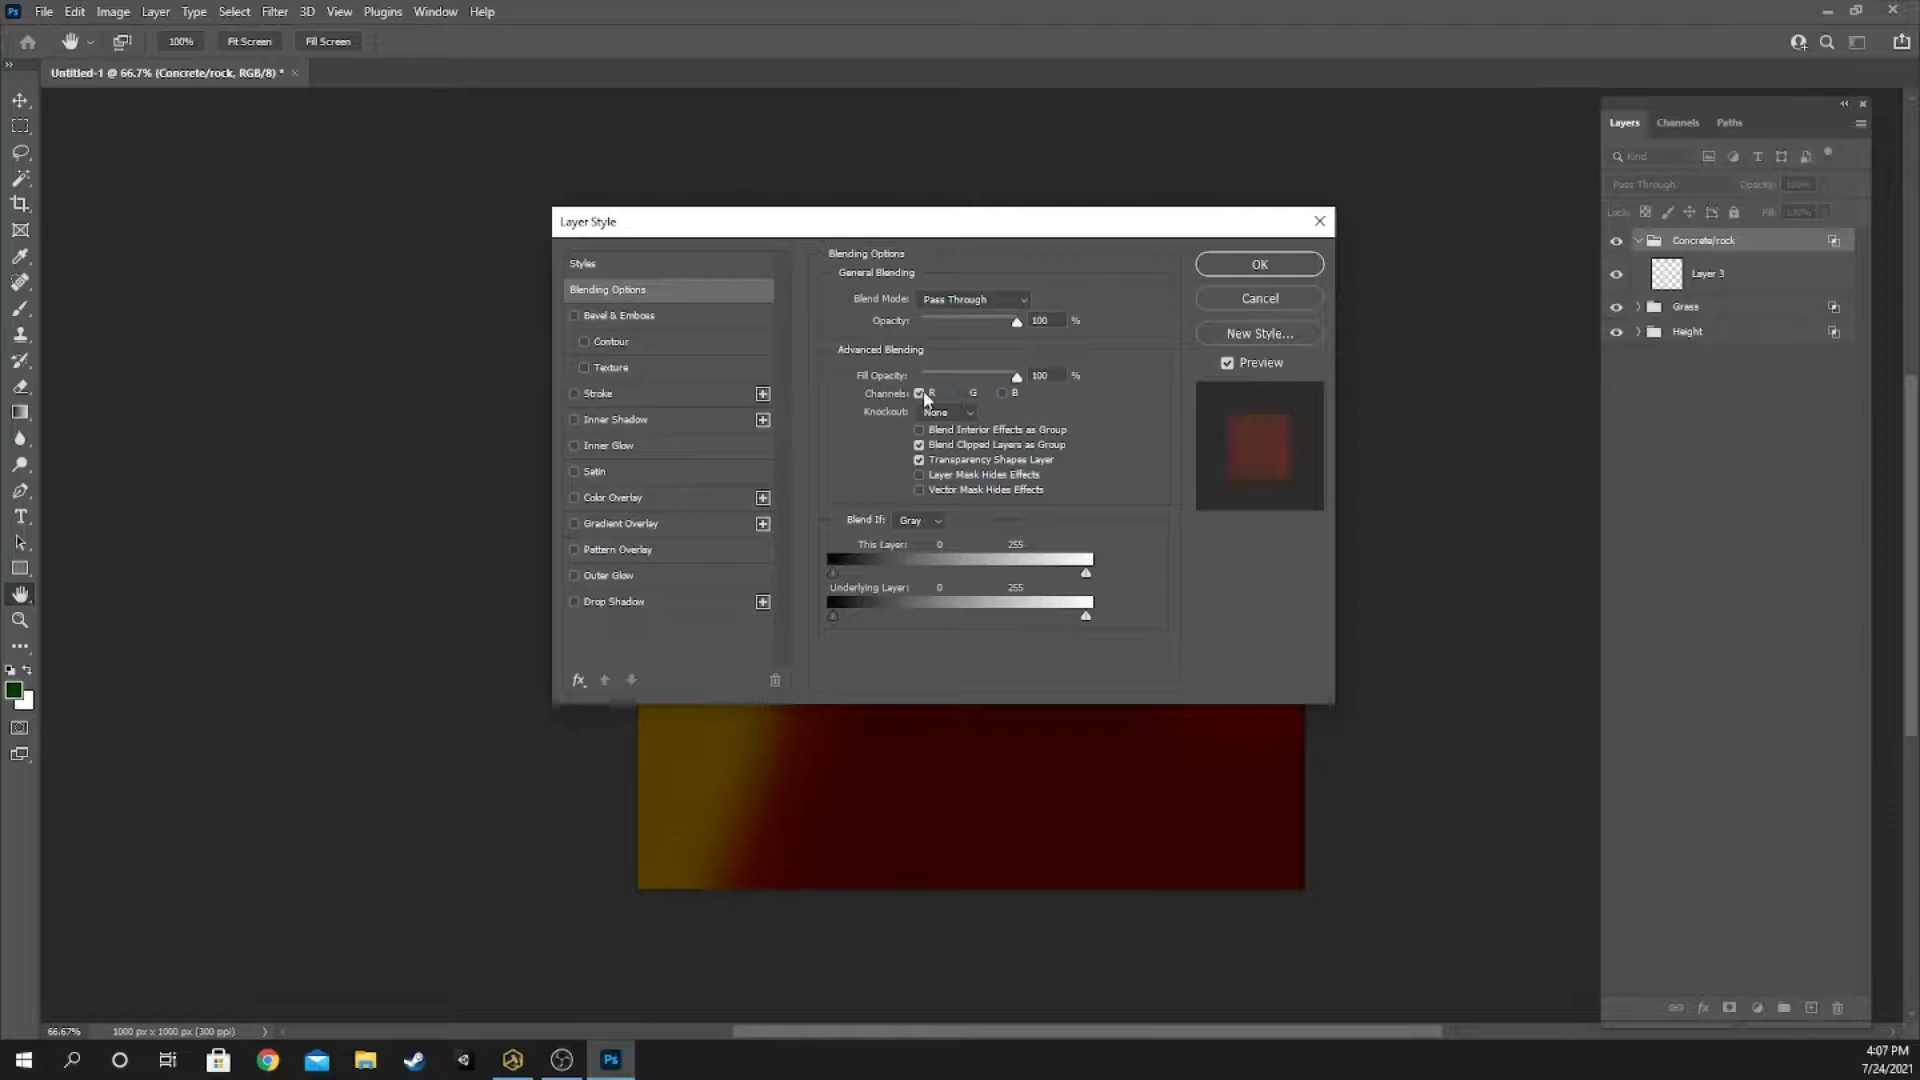 Ps File Edit Image Layer Type Select Filter 3D View Plugins Window Help
100% Fit Screen Fill Screen
Untitled-1 @ 66.7% (Concrete/rock, RGB/8) *
Layers Channels Paths
Kind
Pass Through Opacity: 100%
Lock: Fill: 100%
Concrete/rock
Layer 3
Grass
Height
Layer Style
Styles
Blending Options
Bevel & Emboss
Contour
Texture
Stroke
Inner Shadow
Inner Glow
Satin
Color Overlay
Gradient Overlay
Pattern Overlay
Outer Glow
Drop Shadow
fx
Blending Options
General Blending
Blend Mode: Pass Through
Opacity: 100 %
Advanced Blending
Fill Opacity: 100 %
Channels: R G B
Knockout: None
Blend Interior Effects as Group
Blend Clipped Layers as Group
Transparency Shapes Layer
Layer Mask Hides Effects
Vector Mask Hides Effects
Blend If: Gray
This Layer: 0 255
Underlying Layer: 0 255
OK
Cancel
New Style...
Preview
fx
66.67% 1000 px x 1000 px (300 ppi)
Ps
4:07 PM
7/24/2021